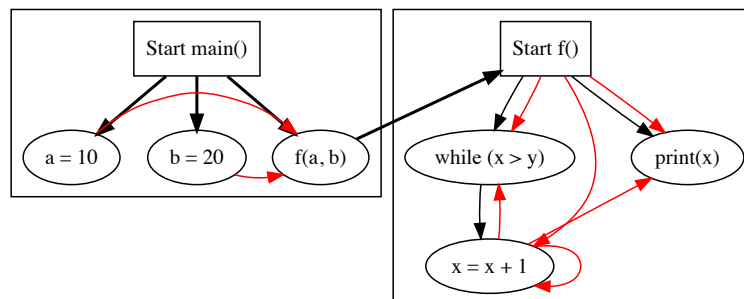 Start main()
Start f()
a = 10
b = 20
f(a, b)
while (x > y)
print(x)
x = x + 1